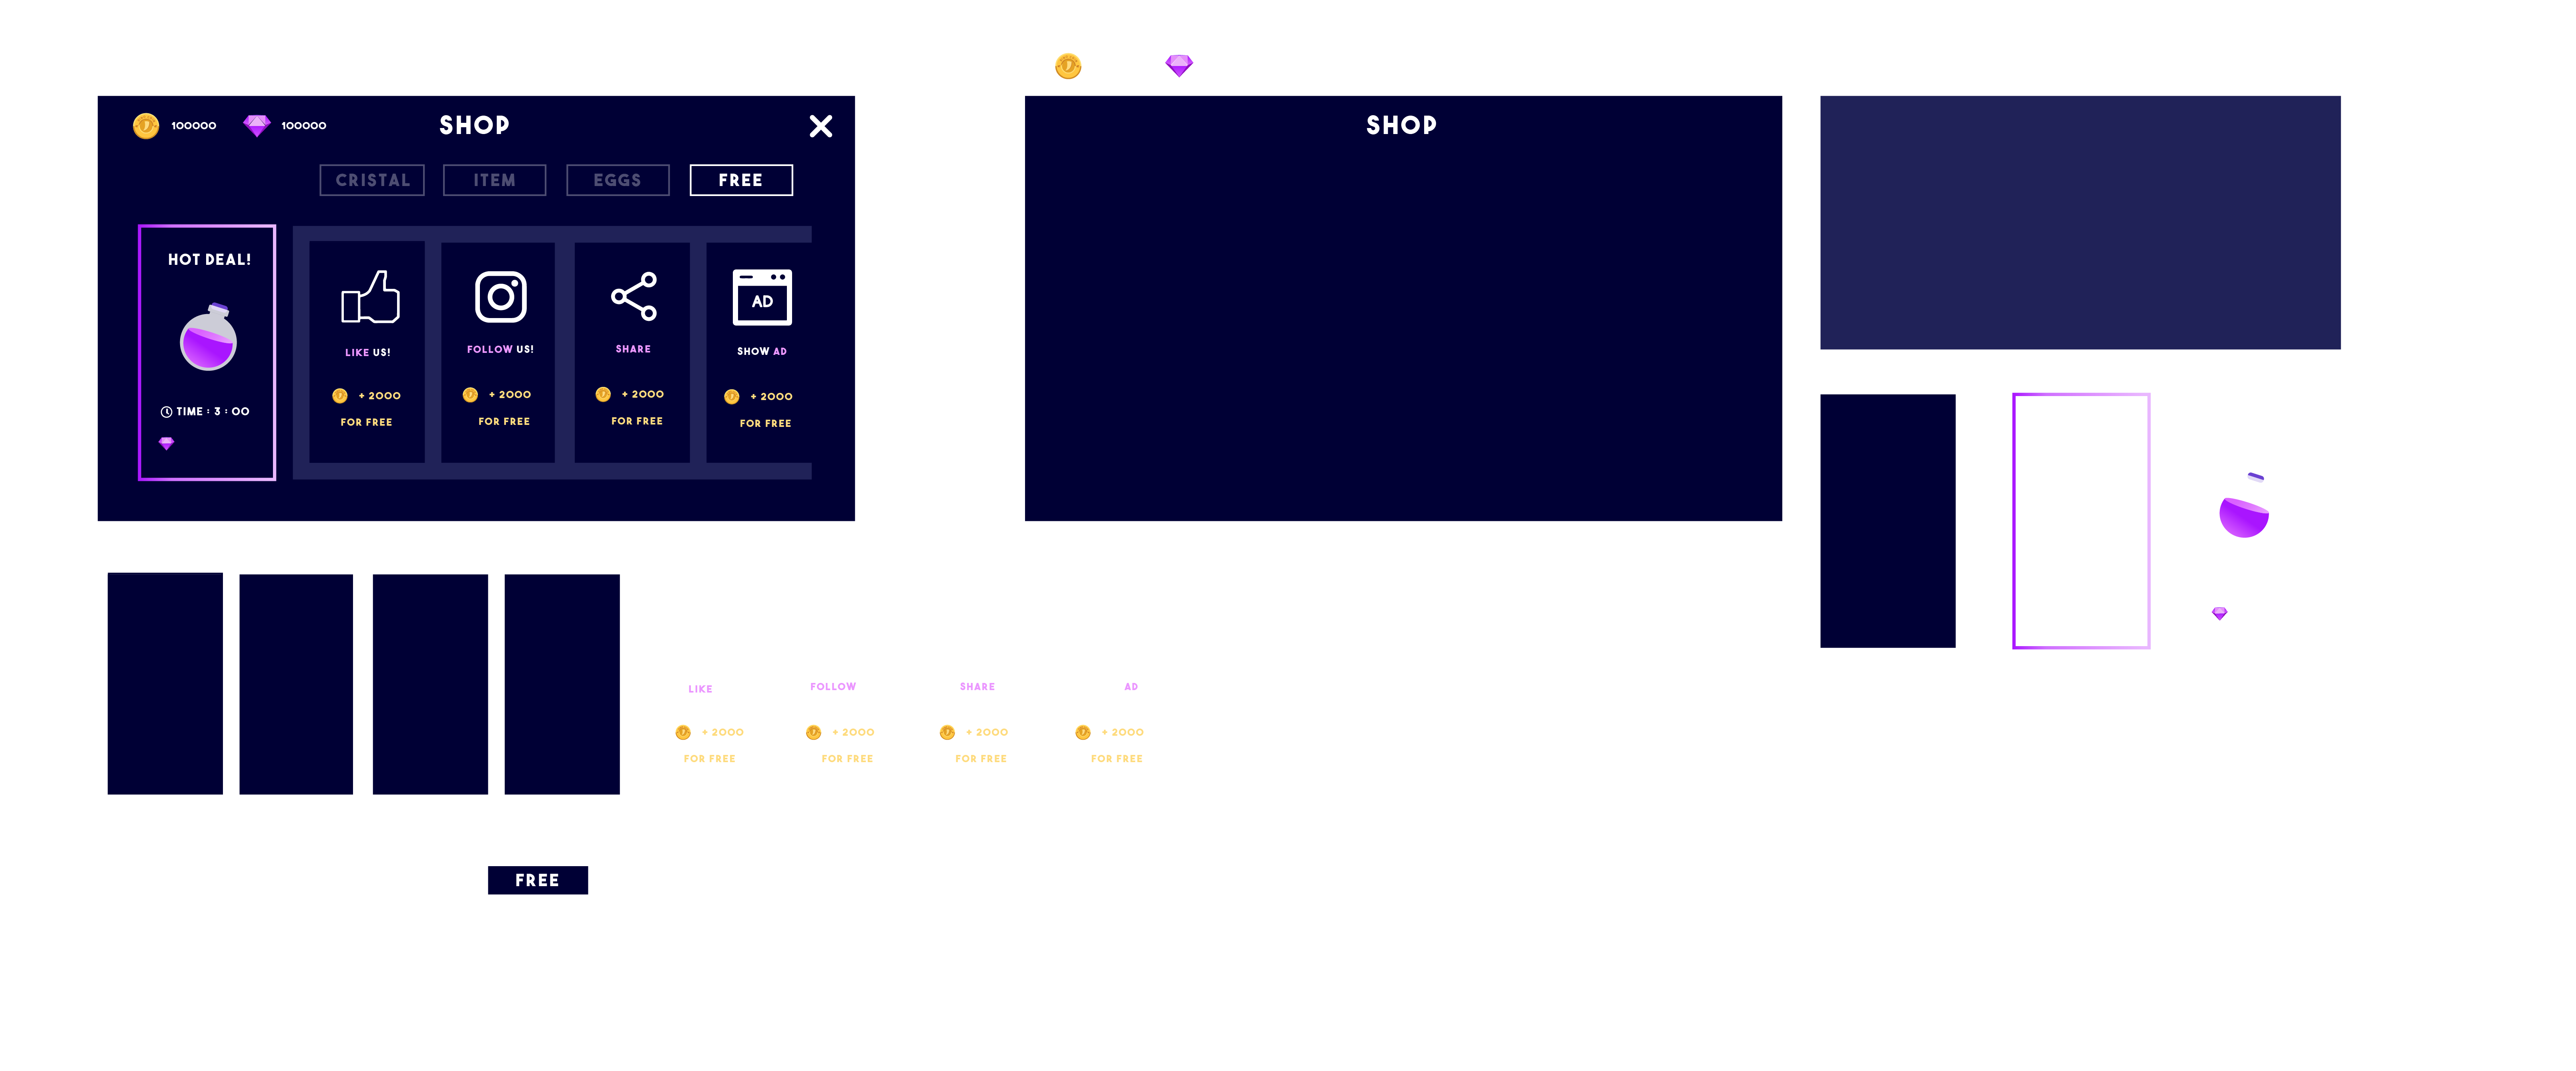 100000 100000 SHOP
CRISTAL ITEM EGGS FREE
HOT DEAL!
TIME : 3 : 00
LIKE US!
+ 2000
FOR FREE
FOLLOW US!
+ 2000
FOR FREE
SHARE
+ 2000
FOR FREE
AD
SHOW AD
+ 2000
FOR FREE
SHOP
LIKE FOLLOW SHARE AD
+ 2000 + 2000 + 2000 + 2000
FOR FREE FOR FREE FOR FREE FOR FREE
FREE